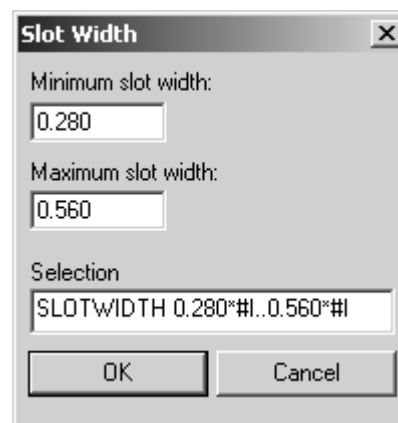 Slot Width
Minimum slot width:
0.280
Maximum slot width:
0.560
Selection
SLOTWIDTH 0.280*#I..0.560*#I
OK
Cancel